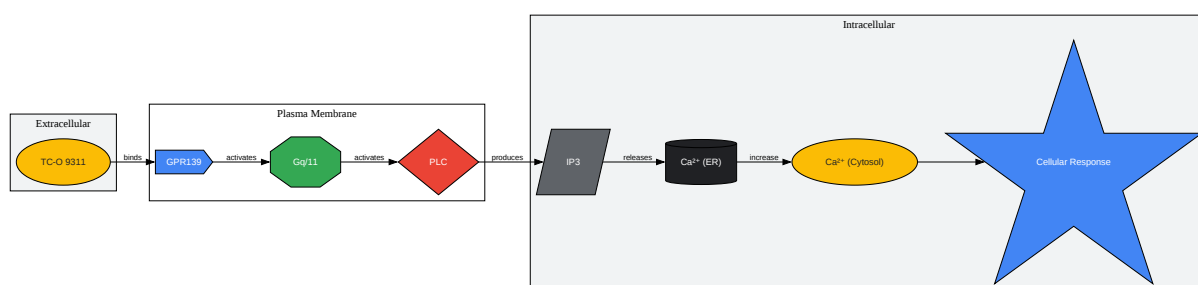 Extracellular
TC-O 9311
binds
Plasma Membrane
GPR139
activates
Gq/11
activates
PLC
produces
Intracellular
IP3
releases
Ca²⁺ (ER)
increase
Ca²⁺ (Cytosol)
Cellular Response